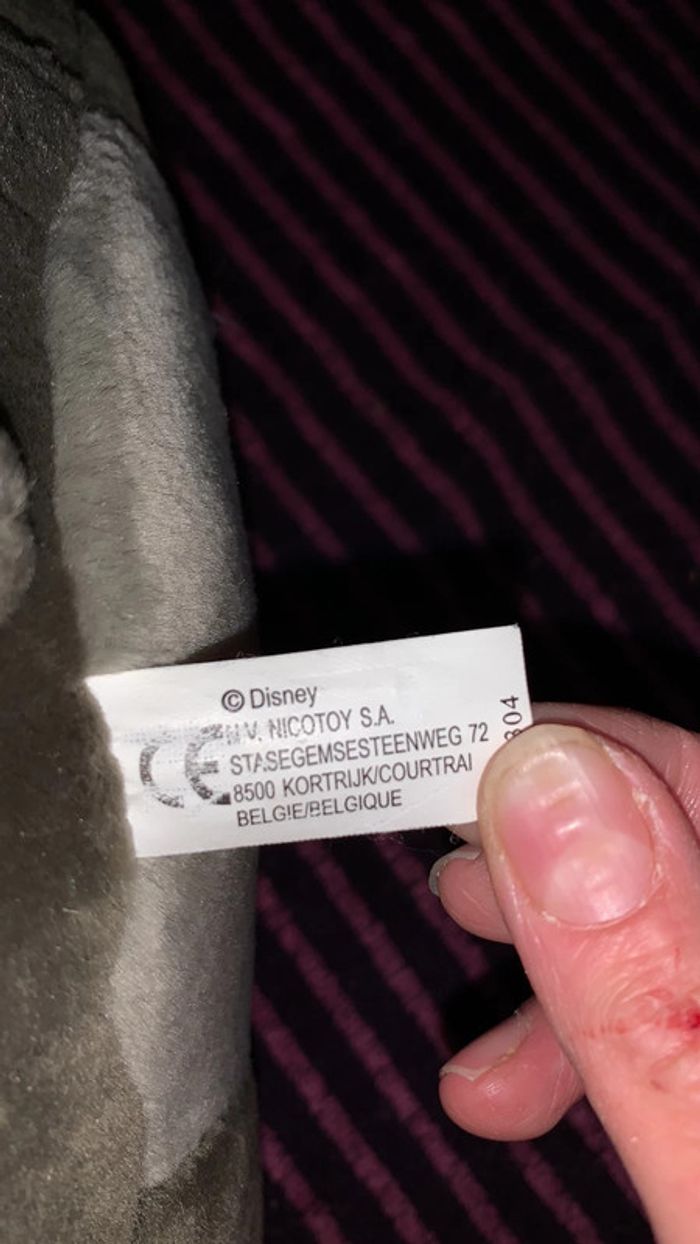 © Disney
N.V. NICOTOY S.A.
STASEGEMSESTEENWEG 72
8500 KORTRIJK/COURTRAI
BELGIE/BELGIQUE
CE